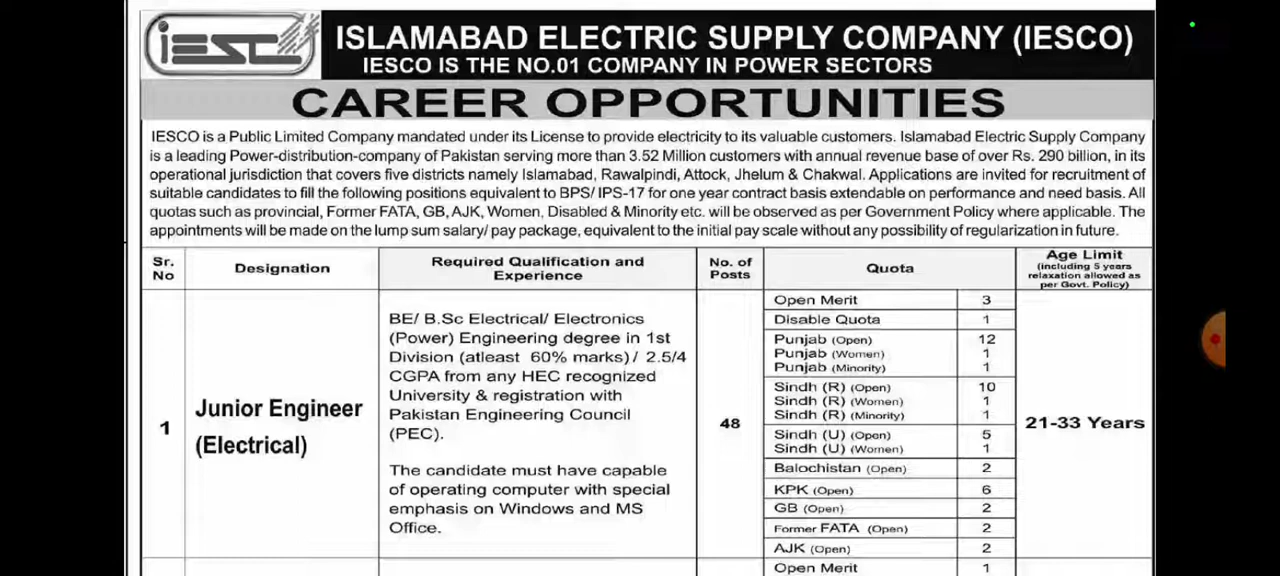 iESCO
ISLAMABAD ELECTRIC SUPPLY COMPANY (IESCO)
IESCO IS THE NO.01 COMPANY IN POWER SECTORS
CAREER OPPORTUNITIES
IESCO is a Public Limited Company mandated under its License to provide electricity to its valuable customers. Islamabad Electric Supply Company
is a leading Power-distribution-company of Pakistan serving more than 3.52 Million customers with annual revenue base of over Rs. 290 billion, in its
operational jurisdiction that covers five districts namely Islamabad, Rawalpindi, Attock, Jhelum & Chakwal. Applications are invited for recruitment of
suitable candidates to fill the following positions equivalent to BPS/ IPS-17 for one year contract basis extendable on performance and need basis. All
quotas such as provincial, Former FATA, GB, AJK, Women, Disabled & Minority etc. will be observed as per Government Policy where applicable. The
appointments will be made on the lump sum salary/ pay package, equivalent to the initial pay scale without any possibility of regularization in future.
Sr. No
Designation
Required Qualification and
Experience
No. of
Posts
Quota
Age Limit
(including 5 years
relaxation allowed as
per Govt. Policy)
1
Junior Engineer
(Electrical)
BE/ B.Sc Electrical/ Electronics
(Power) Engineering degree in 1st
Division (atleast 60% marks) / 2.5/4
CGPA from any HEC recognized
University & registration with
Pakistan Engineering Council
(PEC).
The candidate must have capable
of operating computer with special
emphasis on Windows and MS
Office.
48
Open Merit 3
Disable Quota 1
Punjab (Open) 12
Punjab (Women) 1
Punjab (Minority) 1
Sindh (R) (Open) 10
Sindh (R) (Women) 1
Sindh (R) (Minority) 1
Sindh (U) (Open) 5
Sindh (U) (Women) 1
Balochistan (Open) 2
KPK (Open) 6
GB (Open) 2
Former FATA (Open) 2
AJK (Open) 2
21-33 Years
Open Merit 1